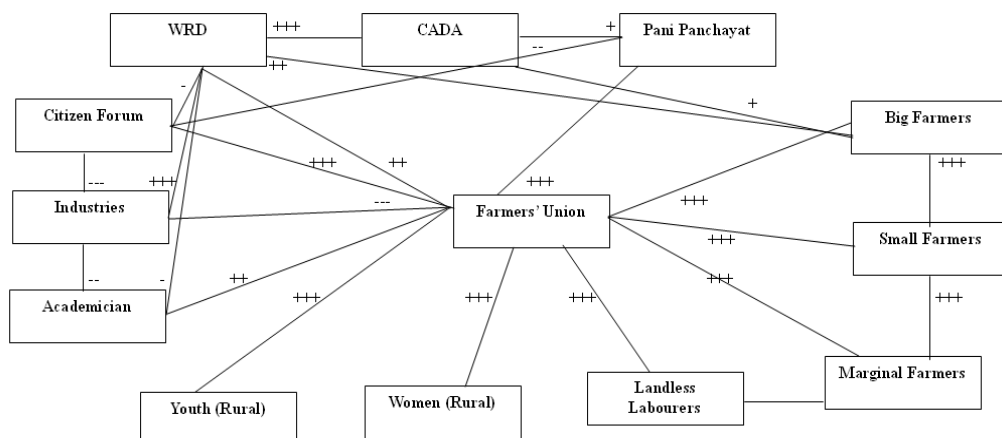 WRD
+++
CADA
+
Pani Panchayat
--
++
-
Citizen Forum
+
Big Farmers
+++
++
+++
---
+++
Industries
---
+++
Farmers’ Union
+++
Small Farmers
+++
--
-
++
+++
+++
Academician
+++
+++
+++
Marginal Farmers
Youth (Rural)
Women (Rural)
Landless
Labourers